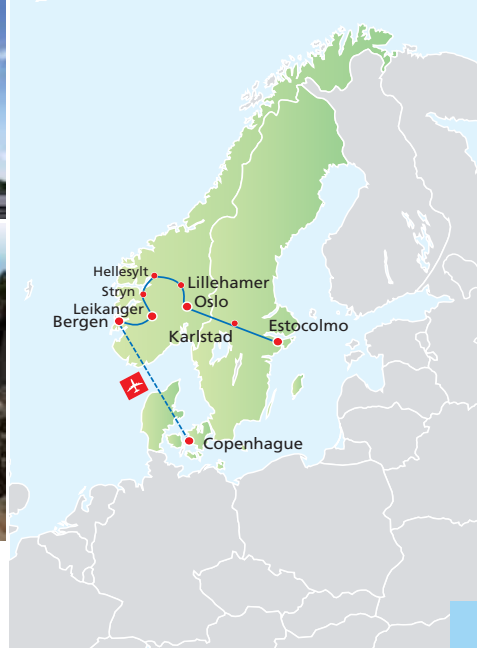 Hellesylt
Lillehamer
Stryn
Oslo
Leikanger
Bergen
Estocolmo
Karlstad
Copenhague